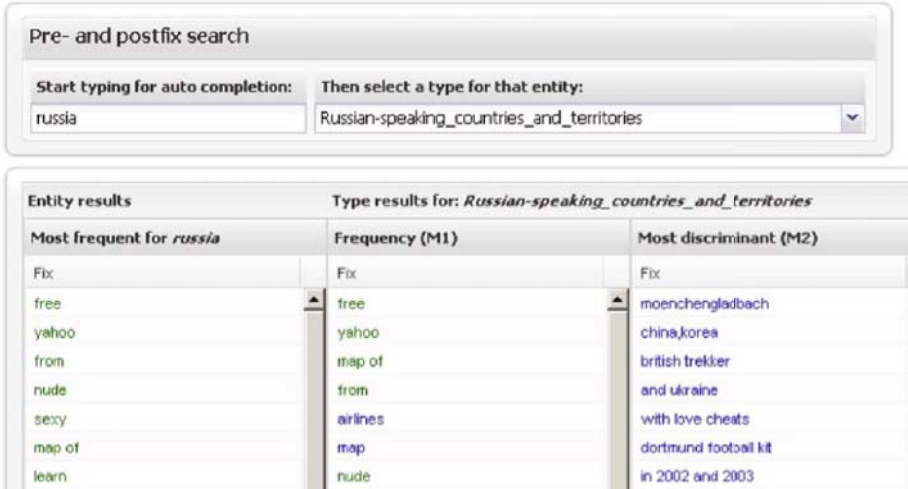 Pre- and postfix search
Start typing for auto completion: Then select a type for that entity:
russia Russian-speaking_countries_and_territories
Entity results Type results for: Russian-speaking_countries_and_territories
Most frequent for russia Frequency (M1) Most discriminant (M2)
Fix Fix Fix
free free moenchengladbach
yahoo yahoo china,korea
from map of british trekker
nude from and ukraine
sexy airlines with love cheats
map of map dortmund football kit
learn nude in 2002 and 2003